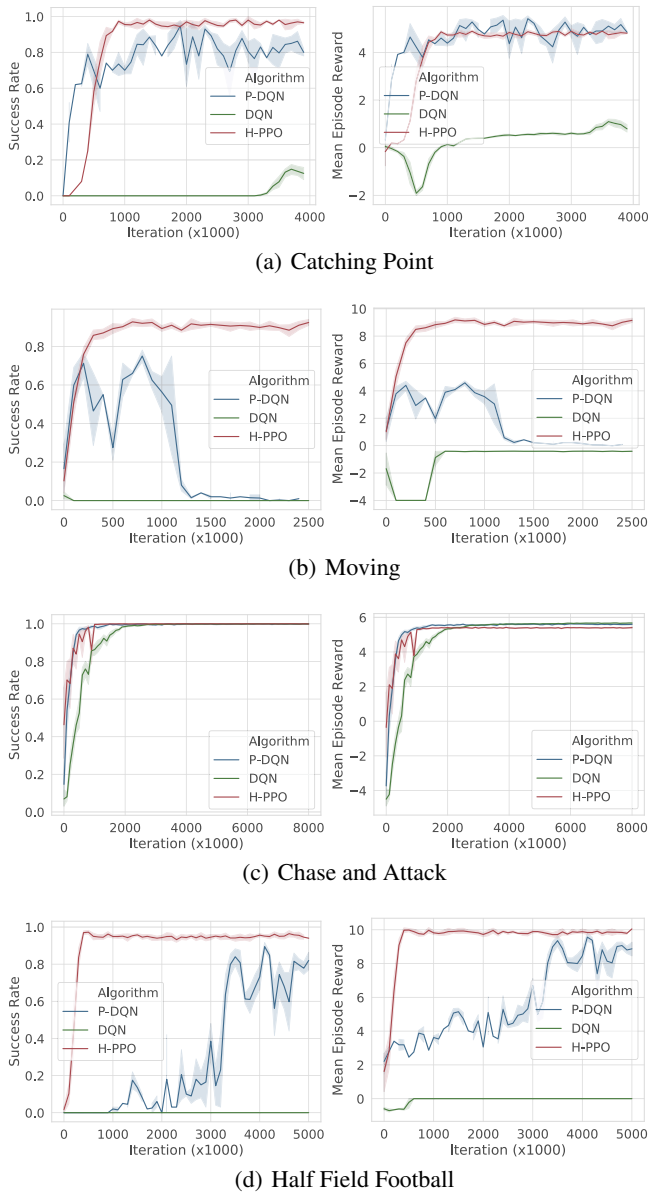 Success Rate
0.8
0.6
0.4
0.2
0.0
0 1000 2000 3000 4000
Iteration (x1000)
Algorithm
P-DQN
DQN
H-PPO
Mean Episode Reward
4
2
0
−2
0 1000 2000 3000 4000
Iteration (x1000)
Algorithm
P-DQN
DQN
H-PPO
(a) Catching Point
Success Rate
0.8
0.6
0.4
0.2
0.0
0 500 1000 1500 2000 2500
Iteration (x1000)
Algorithm
P-DQN
DQN
H-PPO
Mean Episode Reward
10
8
6
4
2
0
−2
−4
0 500 1000 1500 2000 2500
Iteration (x1000)
Algorithm
P-DQN
DQN
H-PPO
(b) Moving
Success Rate
1.0
0.8
0.6
0.4
0.2
0.0
0 2000 4000 6000 8000
Iteration (x1000)
Algorithm
P-DQN
DQN
H-PPO
Mean Episode Reward
6
4
2
0
−2
−4
0 2000 4000 6000 8000
Iteration (x1000)
Algorithm
P-DQN
DQN
H-PPO
(c) Chase and Attack
Success Rate
1.0
0.8
0.6
0.4
0.2
0.0
0 1000 2000 3000 4000 5000
Iteration (x1000)
Algorithm
P-DQN
DQN
H-PPO
Mean Episode Reward
10
8
6
4
2
0
0 1000 2000 3000 4000 5000
Iteration (x1000)
Algorithm
P-DQN
DQN
H-PPO
(d) Half Field Football